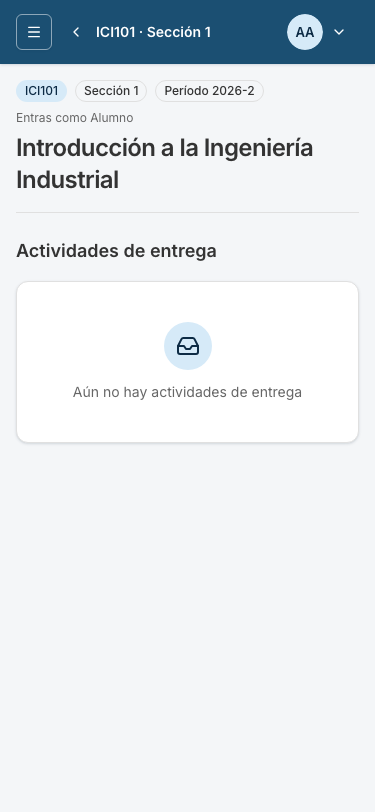 ICI101 · Sección 1
AA
ICI101
Sección 1
Período 2026-2
Entras como Alumno
Introducción a la Ingeniería
Industrial
Actividades de entrega
Aún no hay actividades de entrega